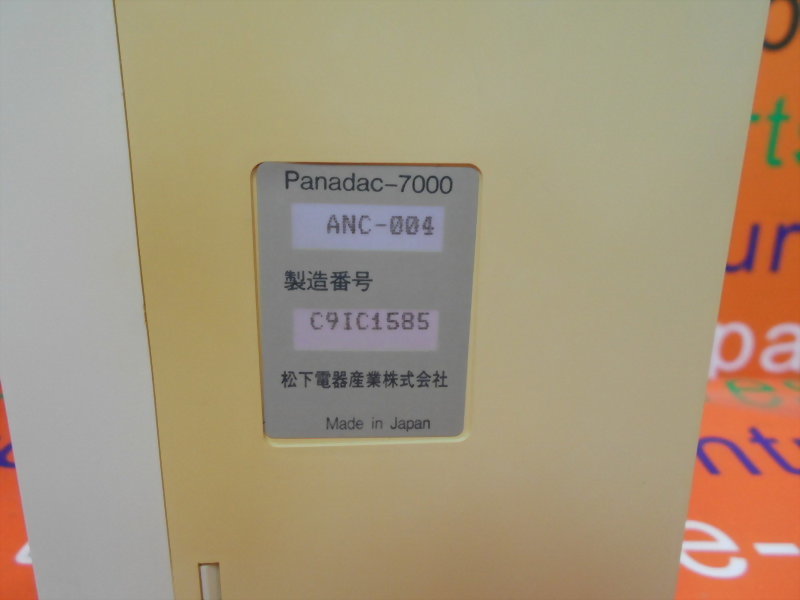 Panadac-7000
ANC-004
製造番号
C9IC1585
松下電器産業株式会社
Made in Japan